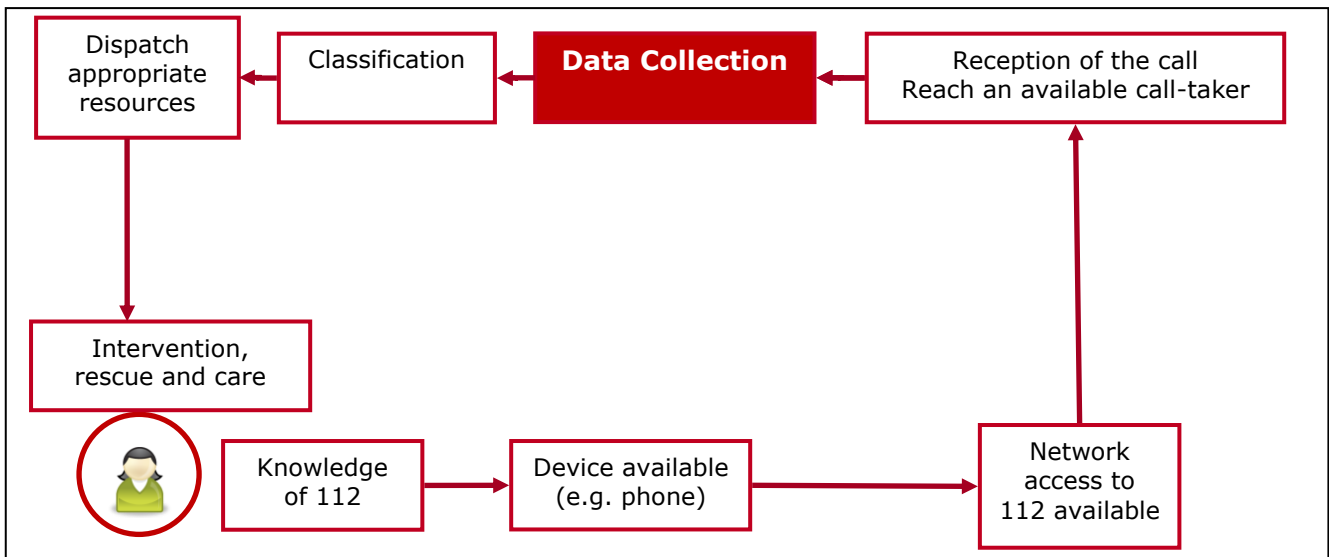 Dispatch
appropriate
resources
Classification
Data Collection
Reception of the call
Reach an available call-taker
Intervention,
rescue and care
Knowledge
of 112
Device available
(e.g. phone)
Network
access to
112 available